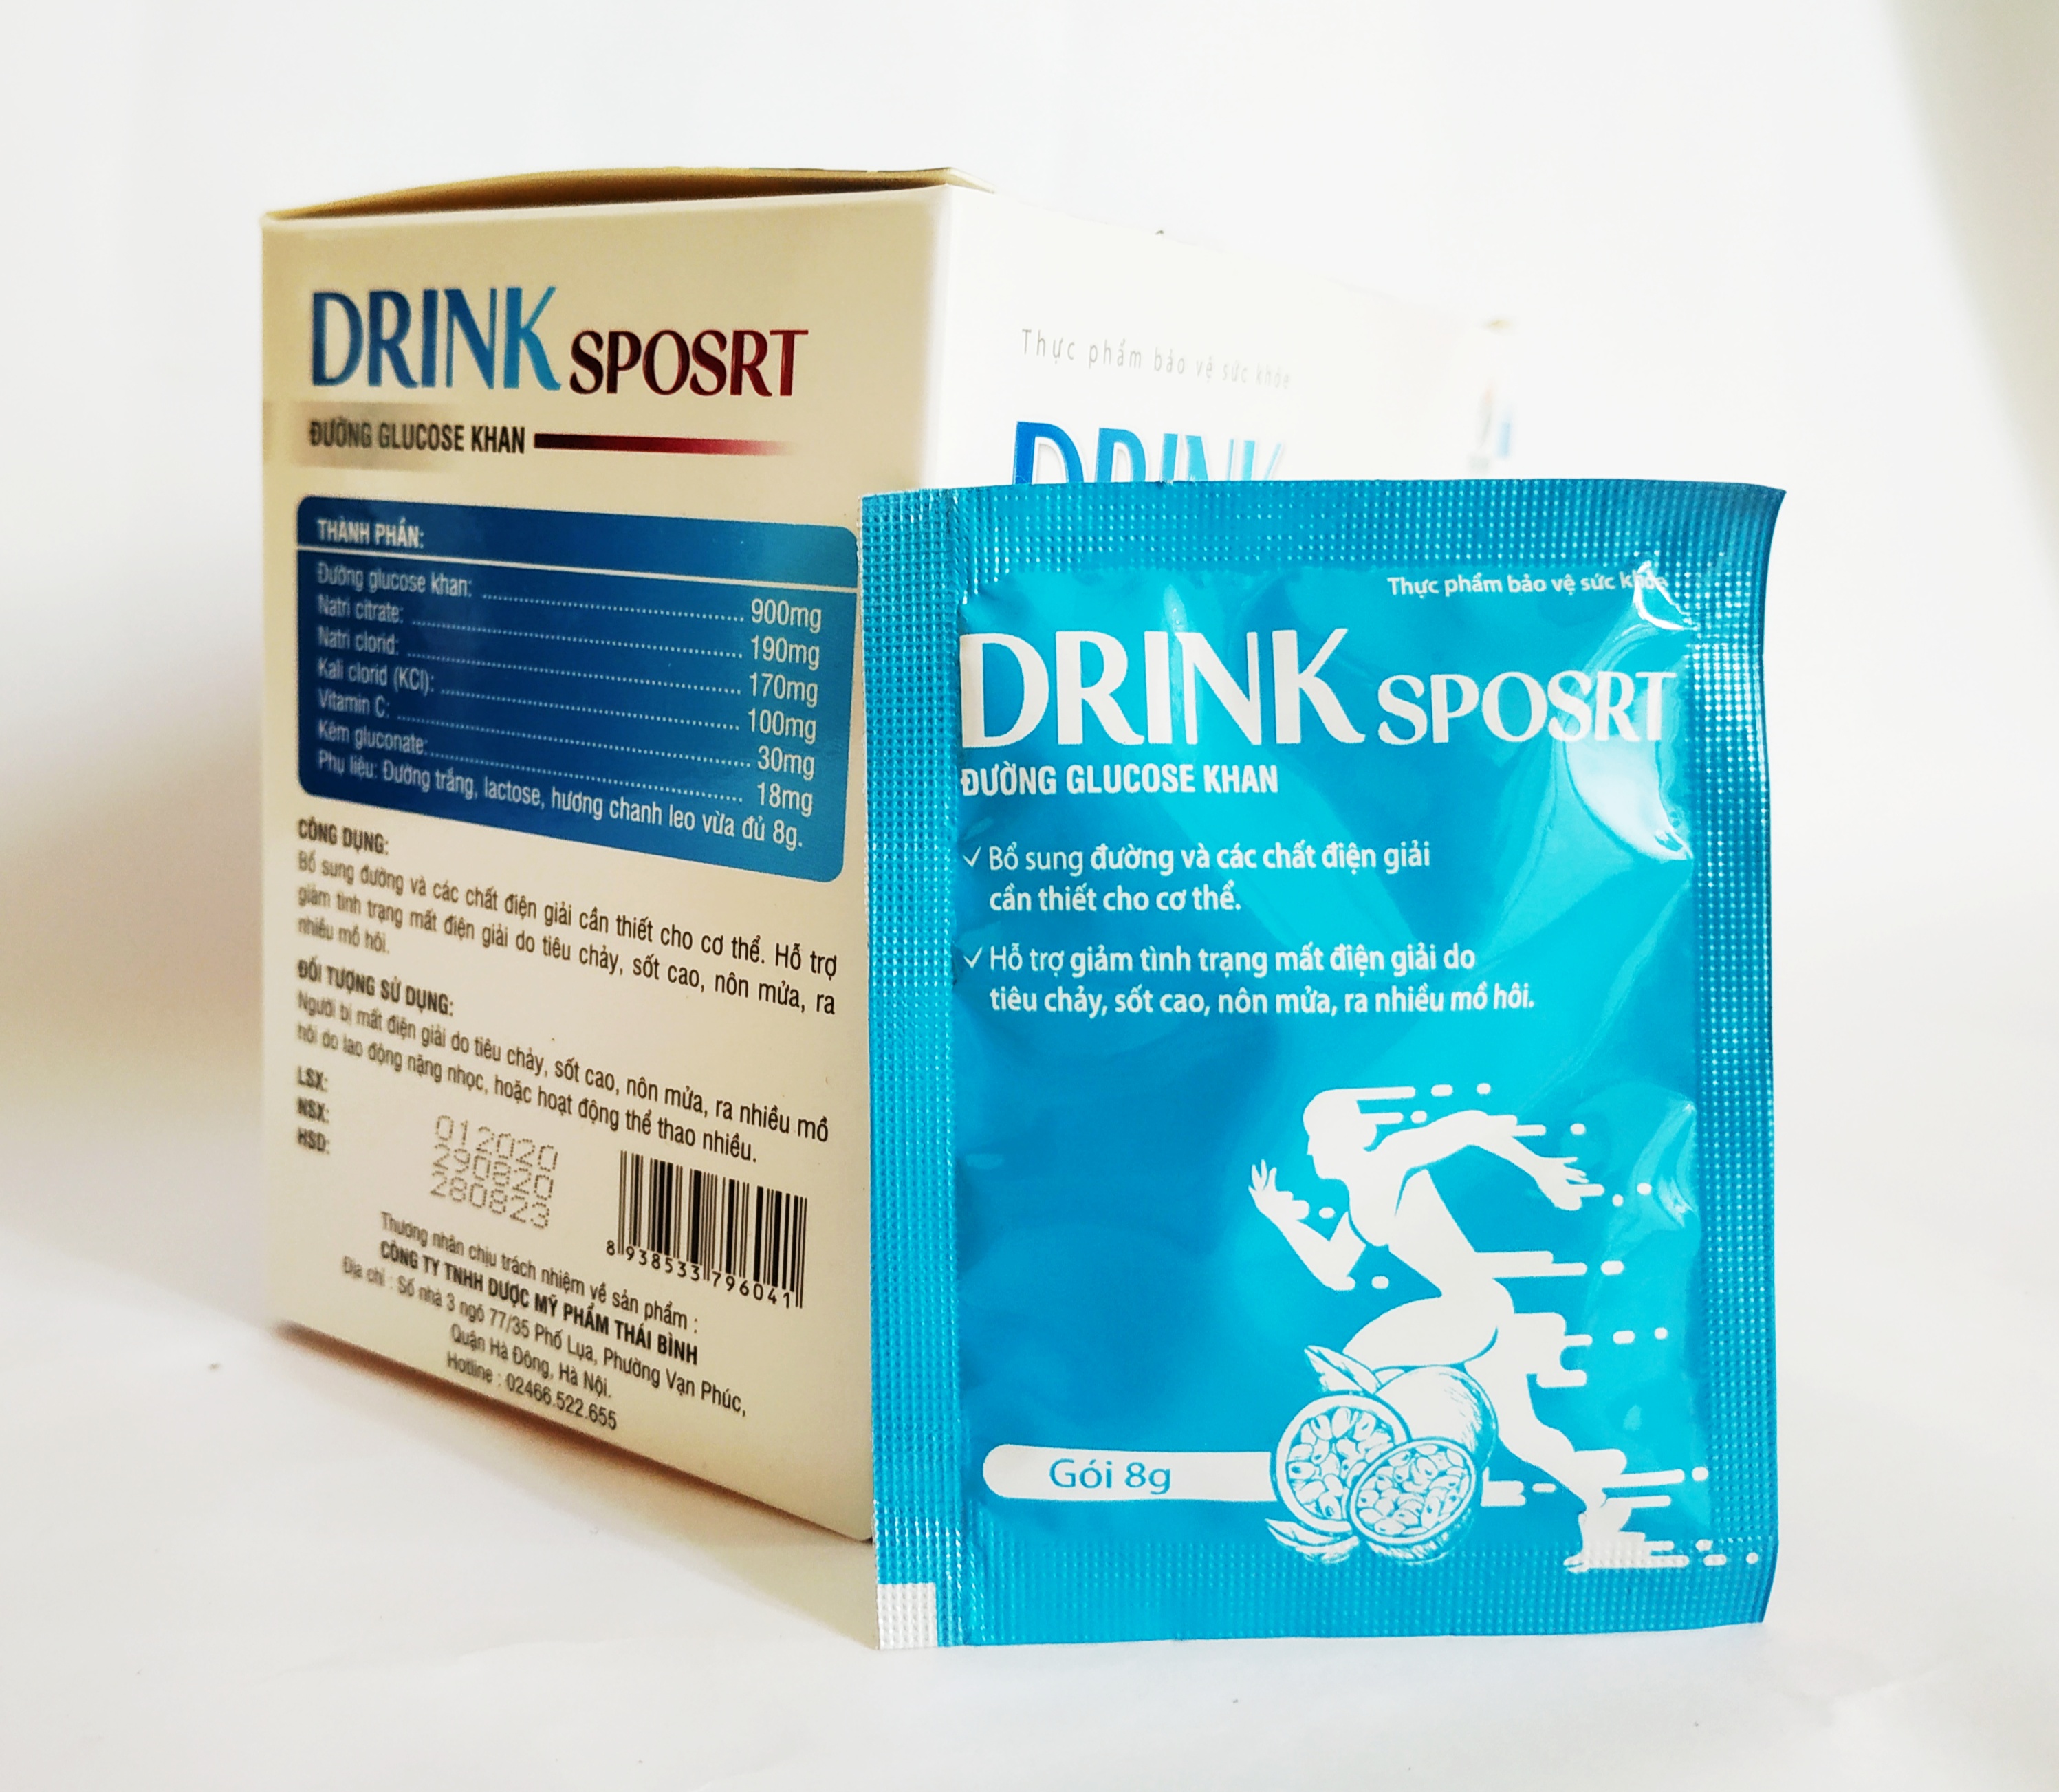 DRINK SPOSRT
ĐƯỜNG GLUCOSE KHAN
THÀNH PHẦN:
Đường glucose khan: 900mg
Natri citrate: 190mg
Natri clorid: 170mg
Kali clorid (KCl): 100mg
Vitamin C: 30mg
Kẽm gluconate: 18mg
Phụ liệu: Đường trắng, lactose, hương chanh leo vừa đủ 8g.
CÔNG DỤNG:
Bổ sung đường và các chất điện giải cần thiết cho cơ thể. Hỗ trợ
giảm tình trạng mất điện giải do tiêu chảy, sốt cao, nôn mửa, ra
nhiều mồ hôi.
ĐỐI TƯỢNG SỬ DỤNG:
Người bị mất điện giải do tiêu chảy, sốt cao, nôn mửa, ra nhiều mồ
hôi do lao động nặng nhọc, hoặc hoạt động thể thao nhiều.
LSX: 012020
NSX: 290820
HSD: 280823
8 938533 796041
Thương nhân chịu trách nhiệm về sản phẩm :
CÔNG TY TNHH DƯỢC MỸ PHẨM THÁI BÌNH
Địa chỉ : Số nhà 3 ngõ 77/35 Phố Lụa, Phường Vạn Phúc,
Quận Hà Đông, Hà Nội.
Hotline : 02466.522.655
Thực phẩm bảo vệ sức khỏe
DRINK
Thực phẩm bảo vệ sức khỏe
DRINK SPOSRT
ĐƯỜNG GLUCOSE KHAN
✓ Bổ sung đường và các chất điện giải
cần thiết cho cơ thể.
✓ Hỗ trợ giảm tình trạng mất điện giải do
tiêu chảy, sốt cao, nôn mửa, ra nhiều mồ hôi.
Gói 8g